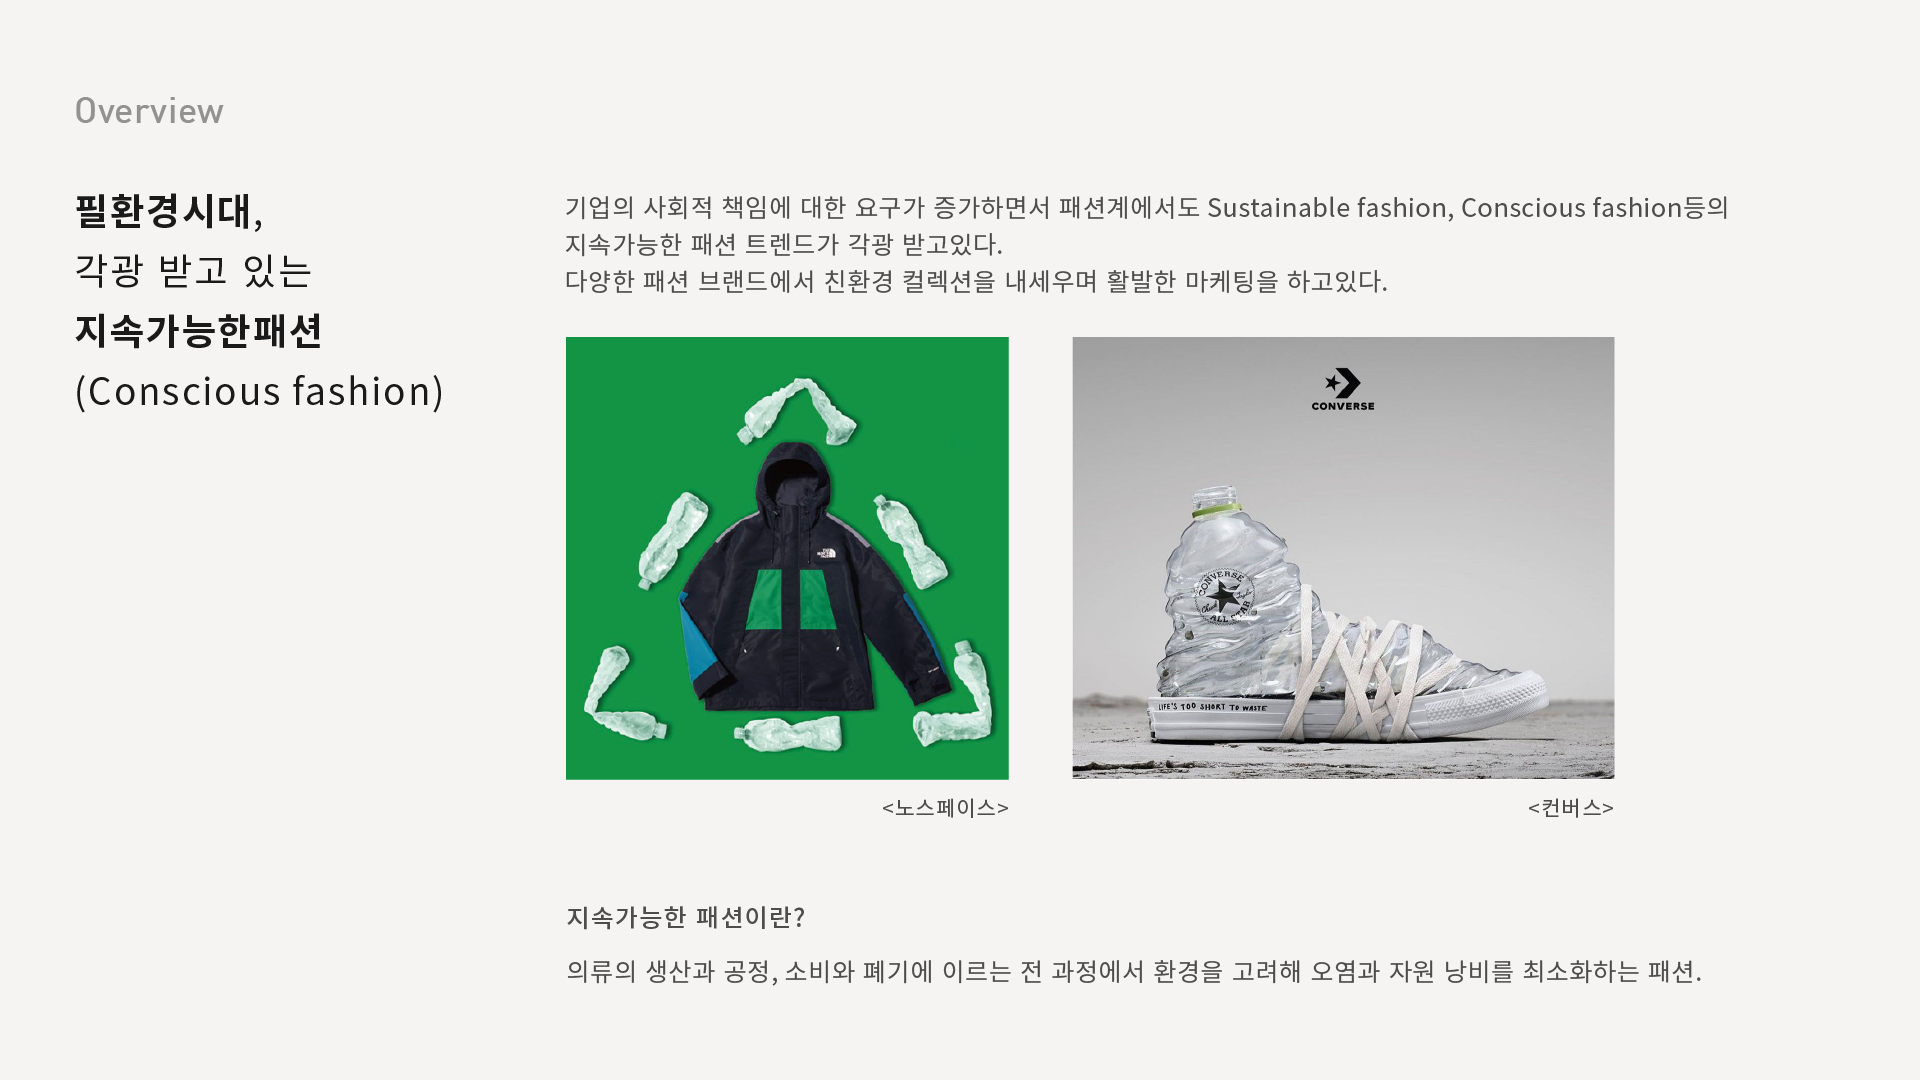 Overview
필환경시대,
각광 받고 있는
지속가능한패션
(Conscious fashion)
기업의 사회적 책임에 대한 요구가 증가하면서 패션계에서도 Sustainable fashion, Conscious fashion등의
지속가능한 패션 트렌드가 각광 받고있다.
다양한 패션 브랜드에서 친환경 컬렉션을 내세우며 활발한 마케팅을 하고있다.
THE NORTH FACE
CONVERSE
CONVERSE
Chuck Taylor
ALL STAR
LIFE'S TOO SHORT TO WASTE
<노스페이스>
<컨버스>
지속가능한 패션이란?
의류의 생산과 공정, 소비와 폐기에 이르는 전 과정에서 환경을 고려해 오염과 자원 낭비를 최소화하는 패션.